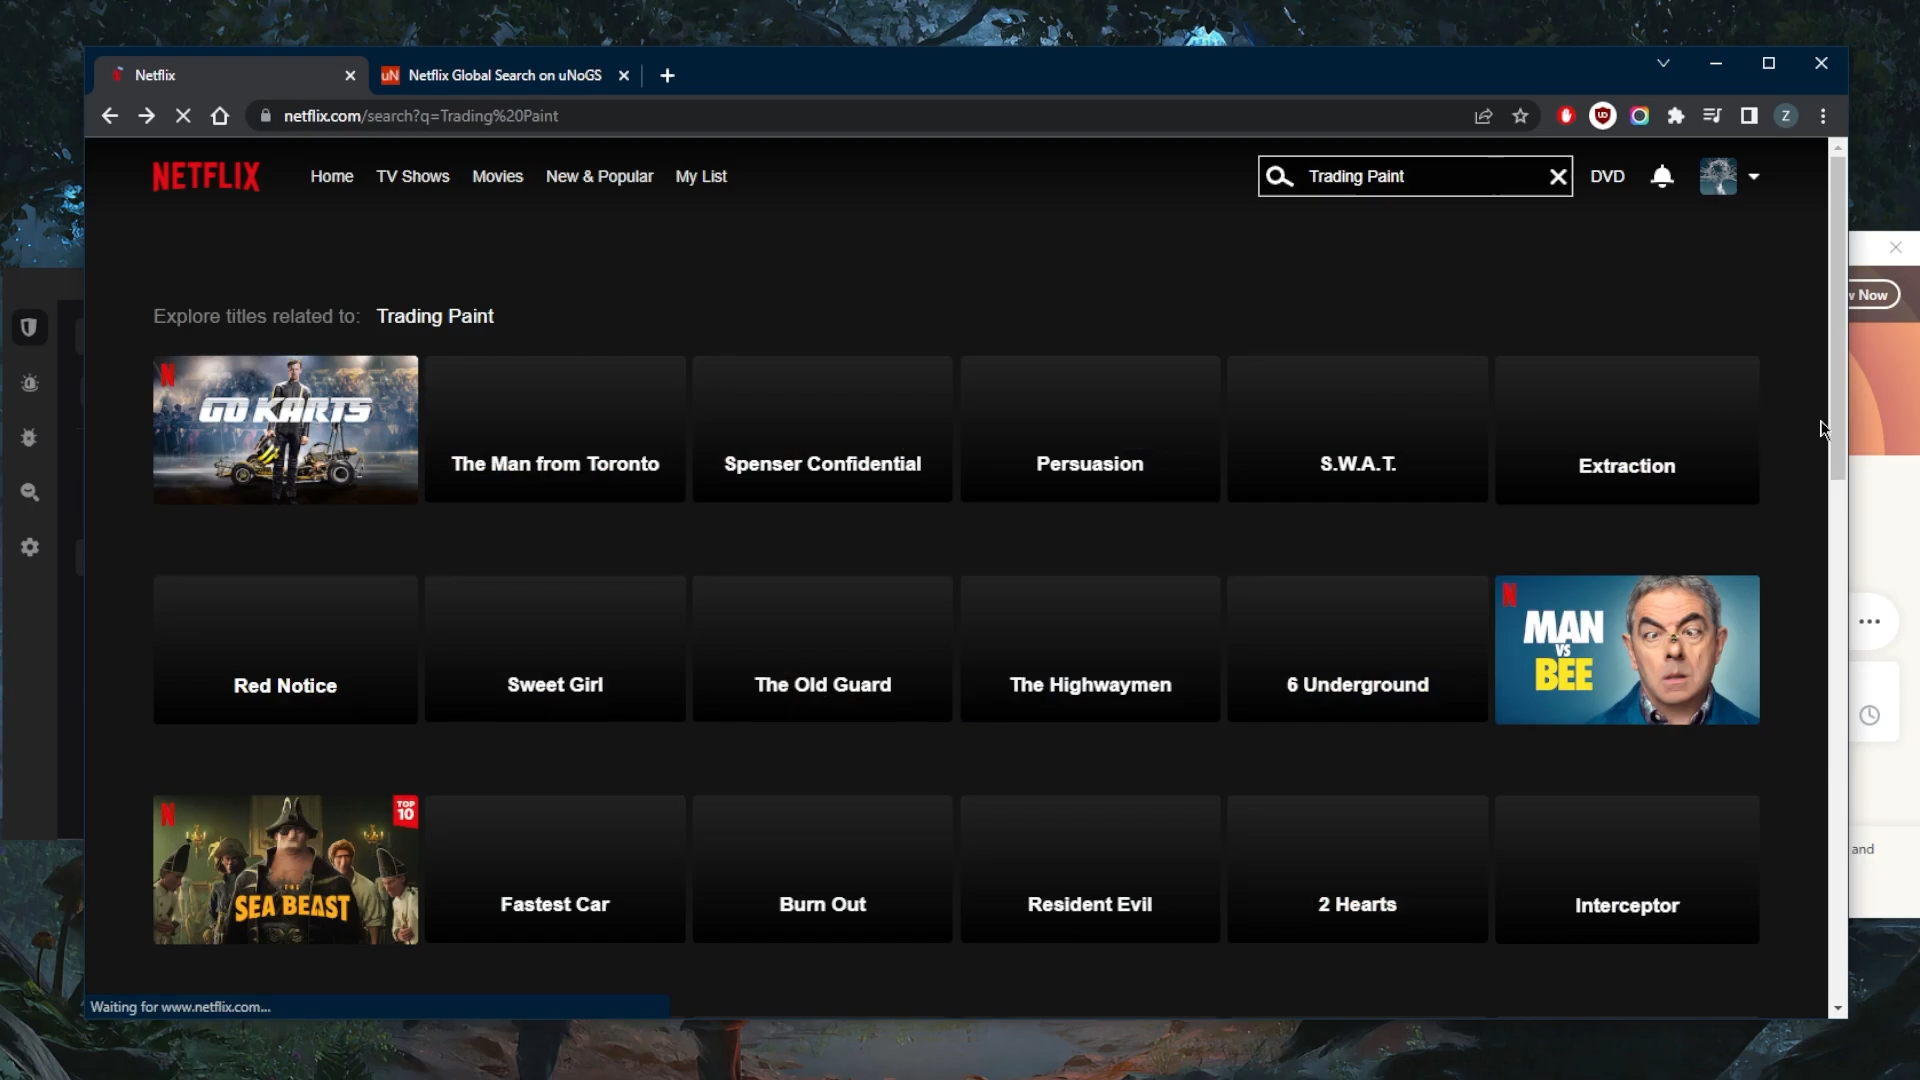 Netflix
uN Netflix Global Search on uNoGS
netflix.com/search?q=Trading%20Paint
Z
NETFLIX
Home TV Shows Movies New & Popular My List
Trading Paint
DVD
w Now
Explore titles related to: Trading Paint
N
GO KARTS
The Man from Toronto
Spenser Confidential
Persuasion
S.W.A.T.
Extraction
Red Notice
Sweet Girl
The Old Guard
The Highwaymen
6 Underground
N
MAN
VS
BEE
N
TOP
10
THE
SEA BEAST
Fastest Car
Burn Out
Resident Evil
2 Hearts
Interceptor
and
Waiting for www.netflix.com...